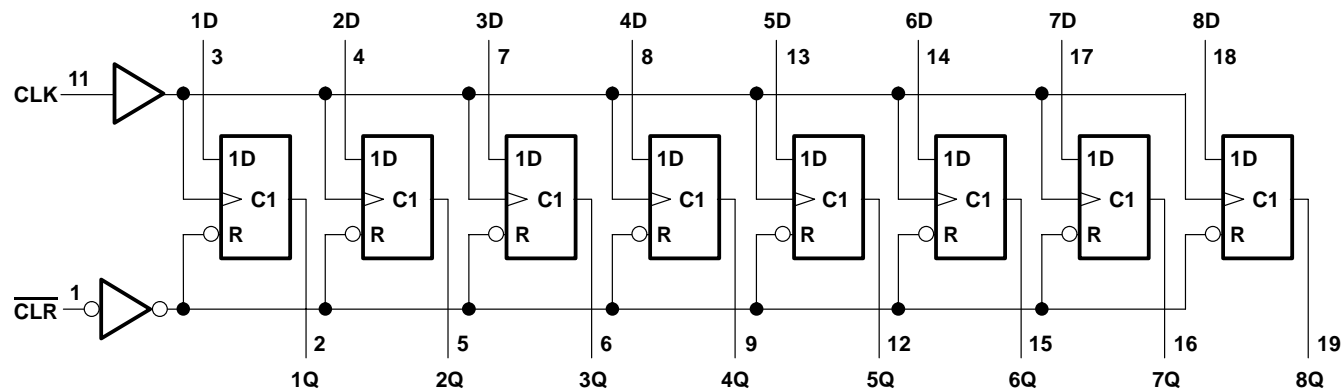 1D 2D 3D 4D 5D 6D 7D 8D
3 4 7 8 13 14 17 18
CLK 11
1D 1D 1D 1D 1D 1D 1D 1D
C1 C1 C1 C1 C1 C1 C1 C1
R R R R R R R R
CLR 1
2 5 6 9 12 15 16 19
1Q 2Q 3Q 4Q 5Q 6Q 7Q 8Q